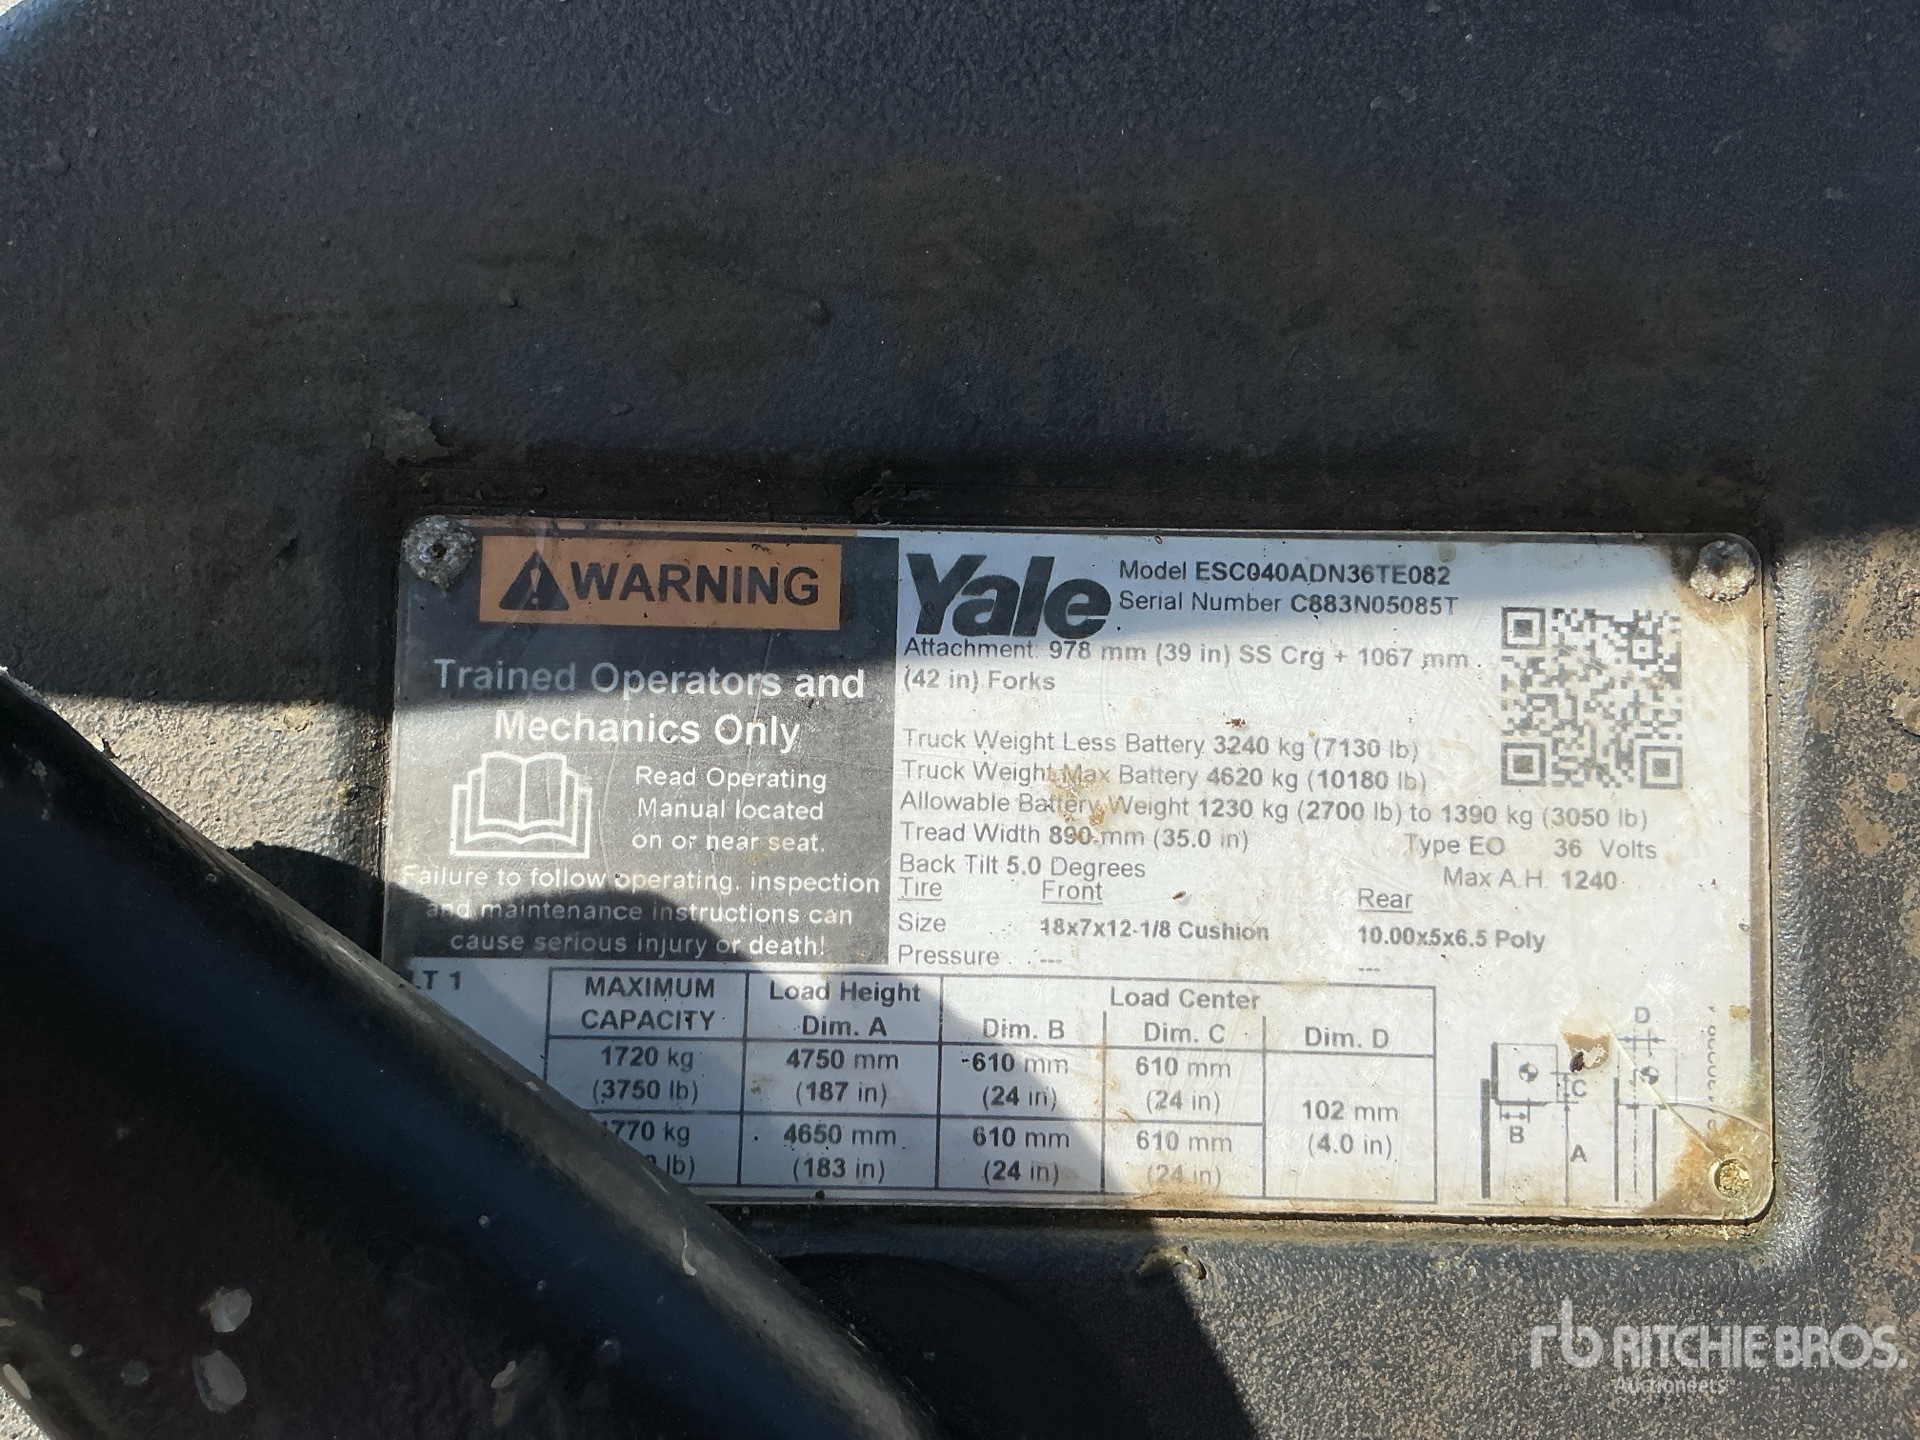 WARNING
Trained Operators and
Mechanics Only
Read Operating
Manual located
on or near seat.
Failure to follow operating, inspection
and maintenance instructions can
cause serious injury or death!
Yale
Model ESC040ADN36TE082
Serial Number C883N05085T
Attachment: 978 mm (39 in) SS Crg + 1067 mm
(42 in) Forks
Truck Weight Less Battery 3240 kg (7130 lb)
Truck Weight Max Battery 4620 kg (10180 lb)
Allowable Battery Weight 1230 kg (2700 lb) to 1390 kg (3050 lb)
Tread Width 890 mm (35.0 in) Type EO 36 Volts
Back Tilt 5.0 Degrees Max A.H. 1240
Tire Front Rear
Size 18x7x12-1/8 Cushion 10.00x5x6.5 Poly
Pressure --- ---
LT 1
MAXIMUM CAPACITY Load Height Dim. A Load Center
Dim. B Dim. C Dim. D
1720 kg 4750 mm 610 mm 610 mm
(3750 lb) (187 in) (24 in) (24 in)
102 mm
(4.0 in)
770 kg 4650 mm 610 mm 610 mm
lb) (183 in) (24 in) (24 in)
D
C
B
A
rb RITCHIE BROS.
Auctioneers